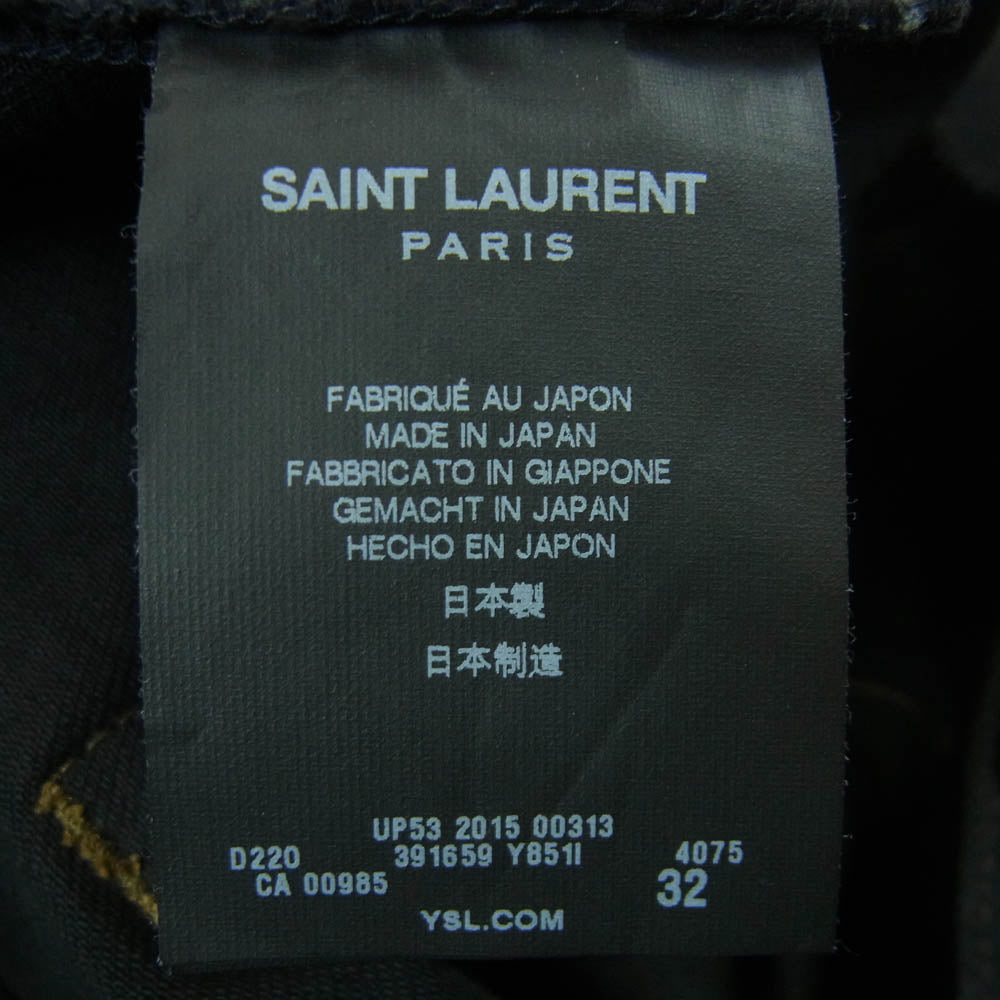 SAINT LAURENT
PARIS
FABRIQUÉ AU JAPON
MADE IN JAPAN
FABBRICATO IN GIAPPONE
GEMACHT IN JAPAN
HECHO EN JAPON
日本製
日本制造
UP53 2015 00313
D220 391659 Y851I 4075
CA 00985 32
YSL.COM